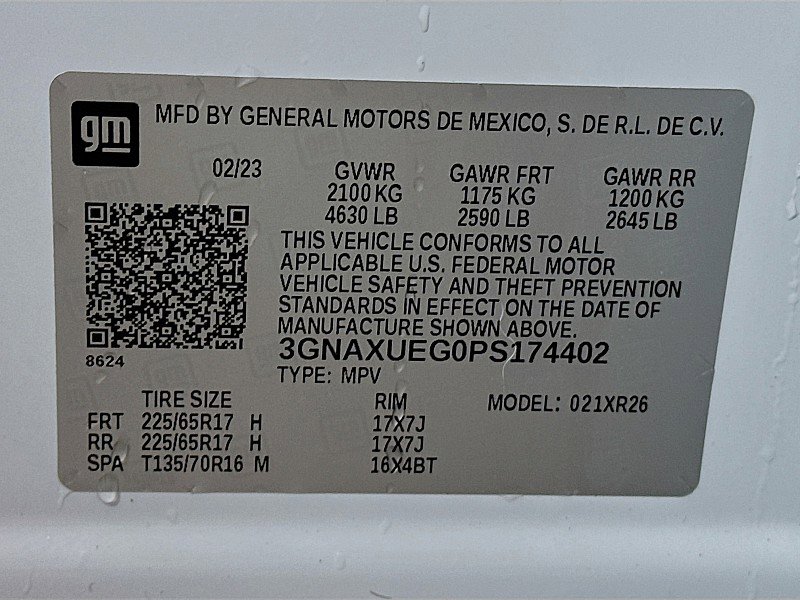 gm MFD BY GENERAL MOTORS DE MEXICO, S. DE R.L. DE C.V.
02/23 GVWR GAWR FRT GAWR RR
2100 KG 1175 KG 1200 KG
4630 LB 2590 LB 2645 LB
THIS VEHICLE CONFORMS TO ALL
APPLICABLE U.S. FEDERAL MOTOR
VEHICLE SAFETY AND THEFT PREVENTION
STANDARDS IN EFFECT ON THE DATE OF
MANUFACTURE SHOWN ABOVE.
8624 3GNAXUEG0PS174402
TYPE: MPV
TIRE SIZE RIM MODEL: 021XR26
FRT 225/65R17 H 17X7J
RR 225/65R17 H 17X7J
SPA T135/70R16 M 16X4BT